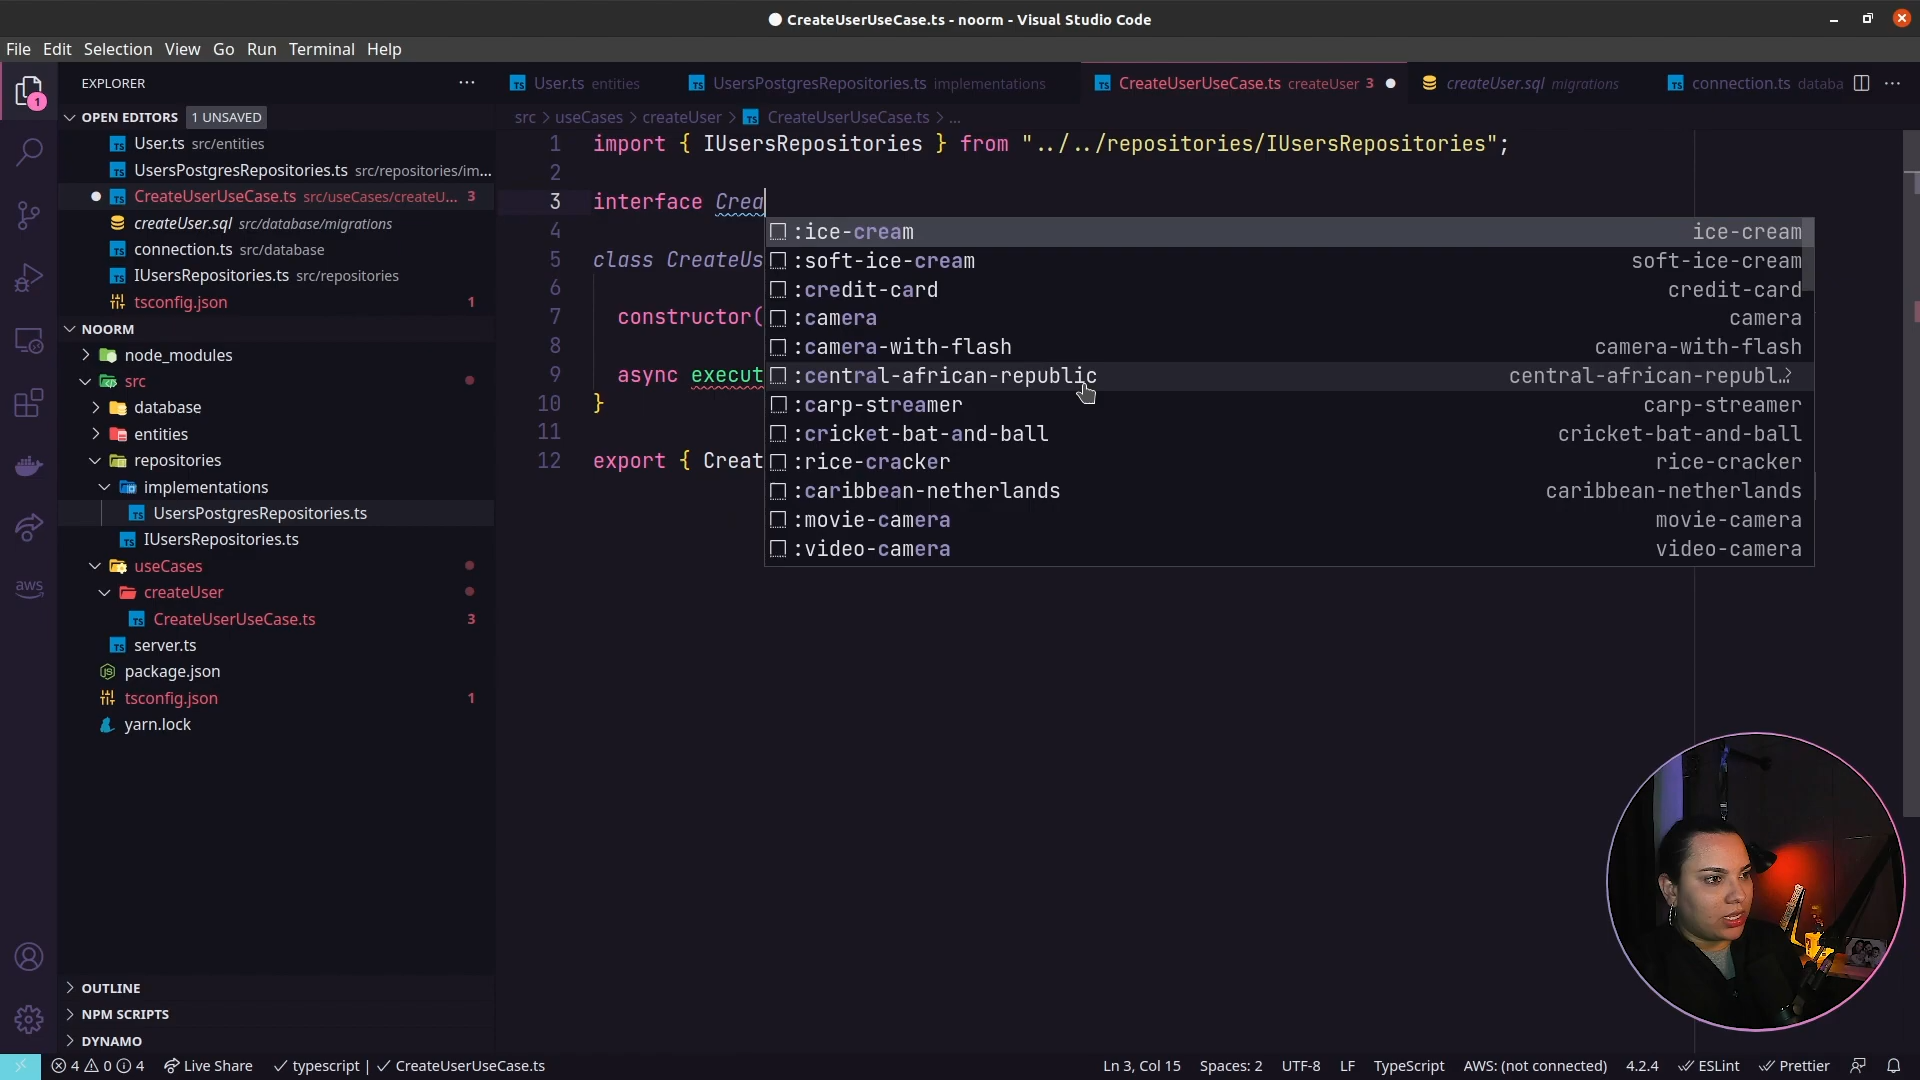 CreateUserUseCase.ts - noorm - Visual Studio Code
File Edit Selection View Go Run Terminal Help
EXPLORER
User.ts entities
UsersPostgresRepositories.ts implementations
CreateUserUseCase.ts createUser 3
createUser.sql migrations
connection.ts databa
1
OPEN EDITORS 1 UNSAVED
User.ts src/entities
UsersPostgresRepositories.ts src/repositories/im...
CreateUserUseCase.ts src/useCases/createU... 3
createUser.sql src/database/migrations
connection.ts src/database
IUsersRepositories.ts src/repositories
tsconfig.json 1
NOORM
node_modules
src
database
entities
repositories
implementations
UsersPostgresRepositories.ts
IUsersRepositories.ts
useCases
createUser
CreateUserUseCase.ts 3
server.ts
package.json
tsconfig.json 1
yarn.lock
aws
OUTLINE
NPM SCRIPTS
DYNAMO
src > useCases > createUser > CreateUserUseCase.ts > ...
1 import { IUsersRepositories } from "../../repositories/IUsersRepositories";
2
3 interface Crea
4
5 class CreateUs
6
7 constructor(
8
9 async execut
10 }
11
12 export { Creat
:ice-cream ice-cream
:soft-ice-cream soft-ice-cream
:credit-card credit-card
:camera camera
:camera-with-flash camera-with-flash
:central-african-republic central-african-republ…
:carp-streamer carp-streamer
:cricket-bat-and-ball cricket-bat-and-ball
:rice-cracker rice-cracker
:caribbean-netherlands caribbean-netherlands
:movie-camera movie-camera
:video-camera video-camera
4 0 4 Live Share typescript | CreateUserUseCase.ts
Ln 3, Col 15 Spaces: 2 UTF-8 LF TypeScript AWS: (not connected) 4.2.4 ESLint Prettier